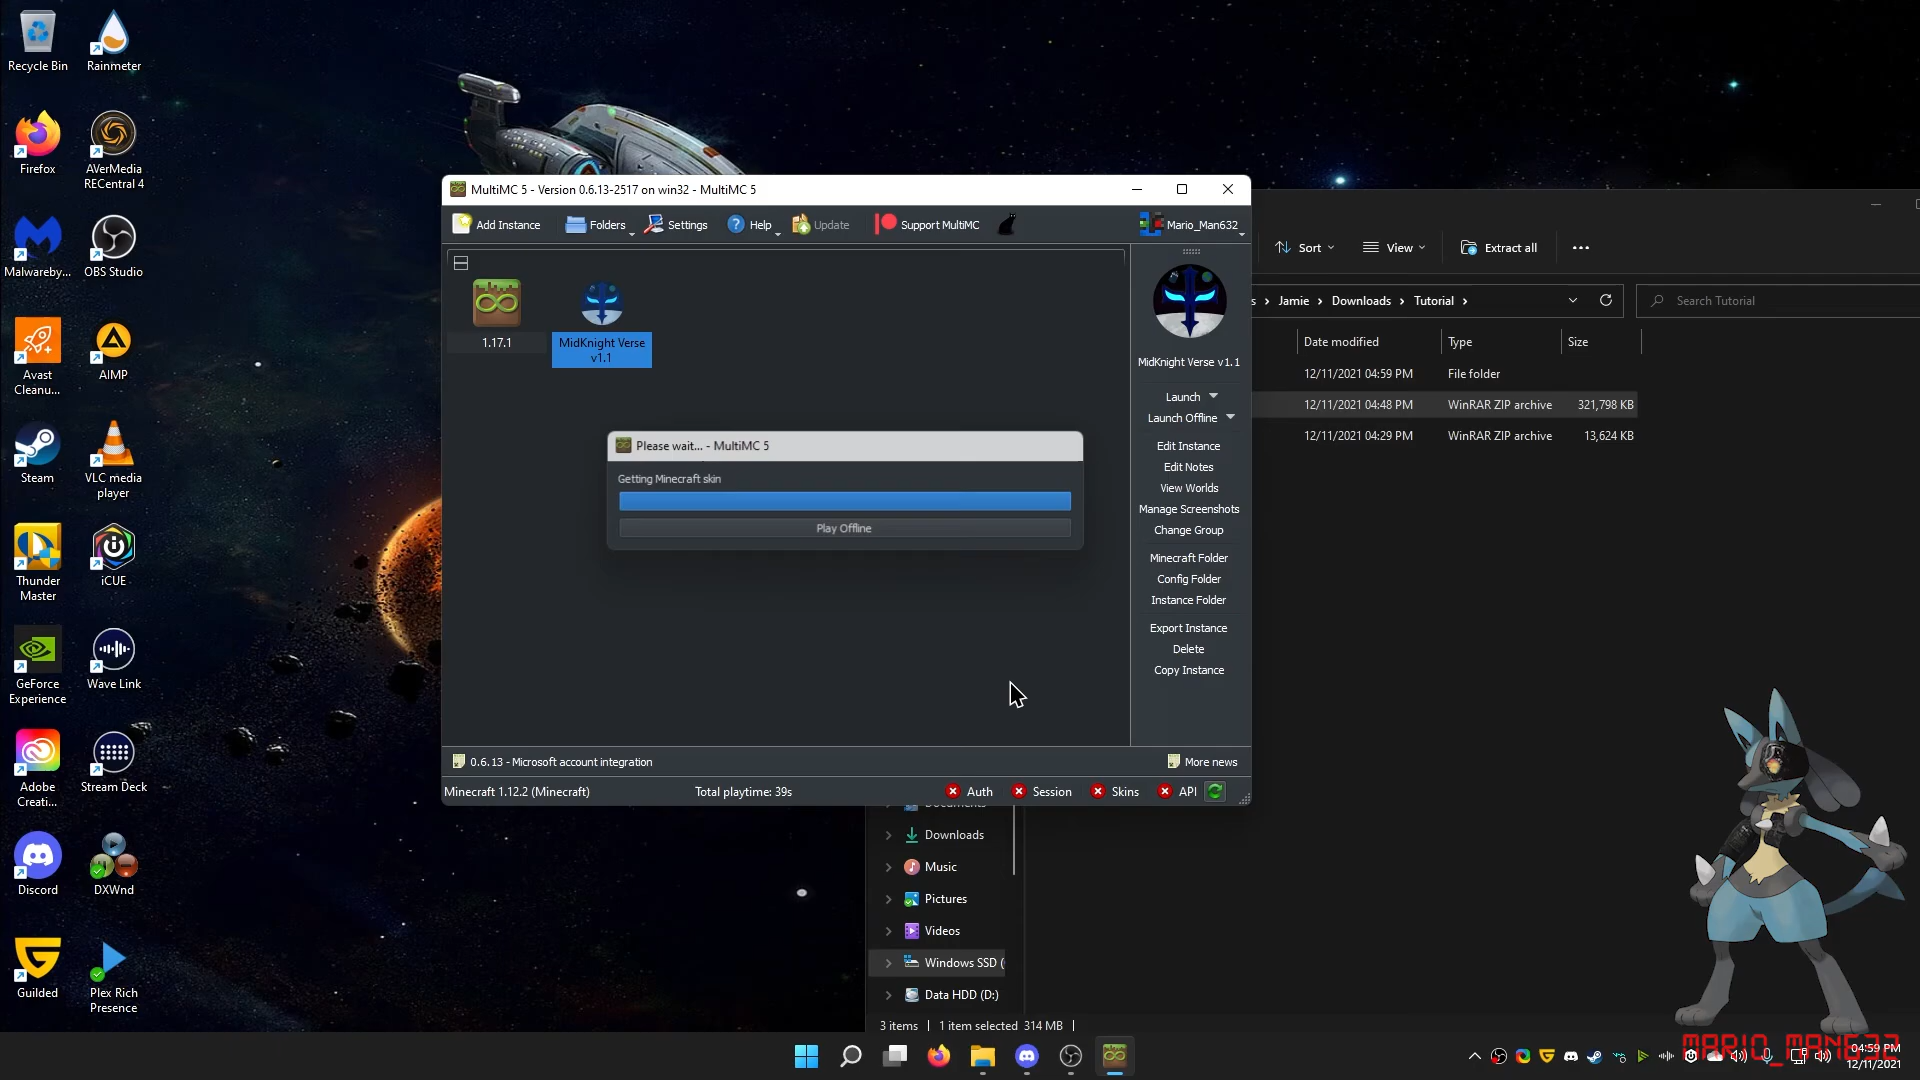 Recycle Bin
Rainmeter
Firefox
AVerMedia
RECentral 4
Malwareby...
OBS Studio
Avast
Cleanu...
AIMP
Steam
VLC media
player
Thunder
Master
iCUE
GeForce
Experience
Wave Link
Adobe
Creati...
Stream Deck
Discord
DXWnd
Guilded
Plex Rich
Presence
MultiMC 5 - Version 0.6.13-2517 on win32 - MultiMC 5
Add Instance
Folders
Settings
Help
Update
Support MultiMC
Mario_Man632
1.17.1
MidKnight Verse
v1.1
Please wait... - MultiMC 5
Getting Minecraft skin
Play Offline
MidKnight Verse v1.1
Launch
Launch Offline
Edit Instance
Edit Notes
View Worlds
Manage Screenshots
Change Group
Minecraft Folder
Config Folder
Instance Folder
Export Instance
Delete
Copy Instance
0.6.13 - Microsoft account integration
More news
Minecraft 1.12.2 (Minecraft)
Total playtime: 39s
Auth
Session
Skins
API
Sort
View
Extract all
s > Jamie > Downloads > Tutorial >
Search Tutorial
Date modified
Type
Size
12/11/2021 04:59 PM
File folder
12/11/2021 04:48 PM
WinRAR ZIP archive
321,798 KB
12/11/2021 04:29 PM
WinRAR ZIP archive
13,624 KB
Documents
Downloads
Music
Pictures
Videos
Windows SSD (
Data HDD (D:)
3 items
1 item selected 314 MB
MARIO_MAN632
04:59 PM
12/11/2021